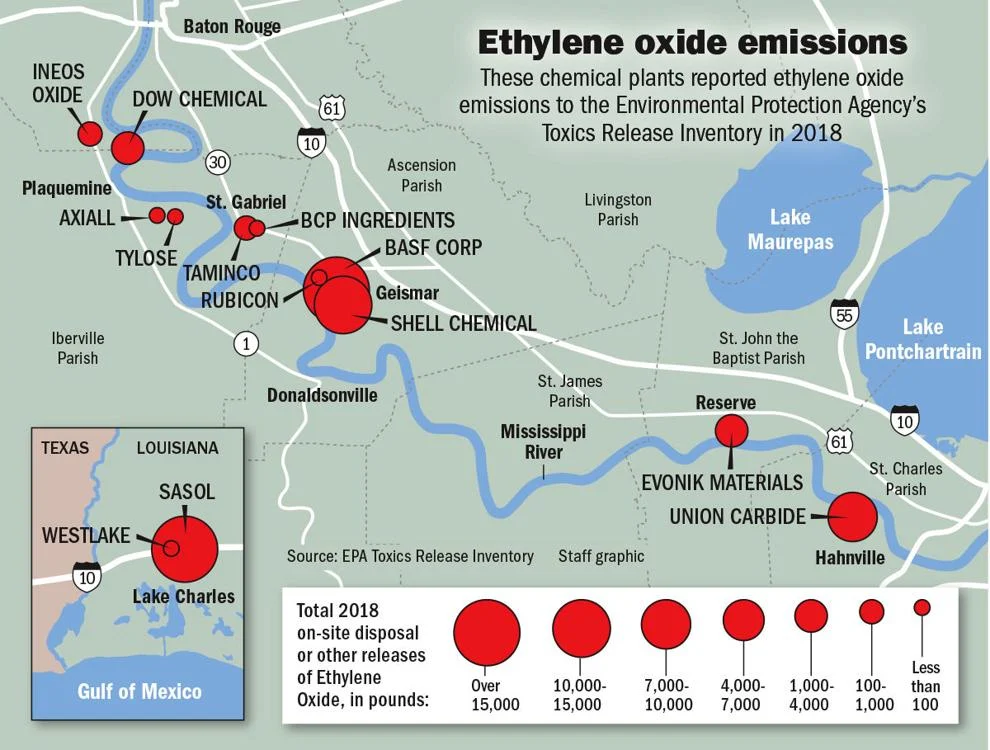 Ethylene oxide emissions
These chemical plants reported ethylene oxide
emissions to the Environmental Protection Agency's
Toxics Release Inventory in 2018
Baton Rouge
INEOS
OXIDE
DOW CHEMICAL
61
10
30
Ascension
Parish
Plaquemine
St. Gabriel
AXIALL
BCP INGREDIENTS
BASF CORP
TYLOSE
TAMINCO
RUBICON
Geismar
SHELL CHEMICAL
Livingston
Parish
Lake
Maurepas
55
Lake
Pontchartrain
Iberville
Parish
1
Donaldsonville
St. John the
Baptist Parish
St. James
Parish
Reserve
10
61
Mississippi
River
EVONIK MATERIALS
St. Charles
Parish
UNION CARBIDE
Hahnville
TEXAS
LOUISIANA
SASOL
WESTLAKE
10
Lake Charles
Gulf of Mexico
Source: EPA Toxics Release Inventory
Staff graphic
Total 2018
on-site disposal
or other releases
of Ethylene
Oxide, in pounds:
Over
15,000
10,000-
15,000
7,000-
10,000
4,000-
7,000
1,000-
4,000
100-
1,000
Less
than
100